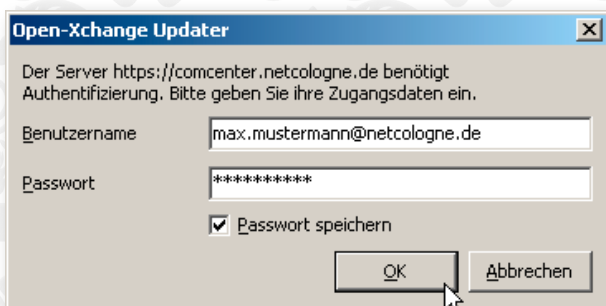 Open-Xchange Updater
Der Server https://comcenter.netcologne.de benötigt
Authentifizierung. Bitte geben Sie ihre Zugangsdaten ein.
Benutzername
max.mustermann@netcologne.de
Passwort
**********
Passwort speichern
OK
Abbrechen